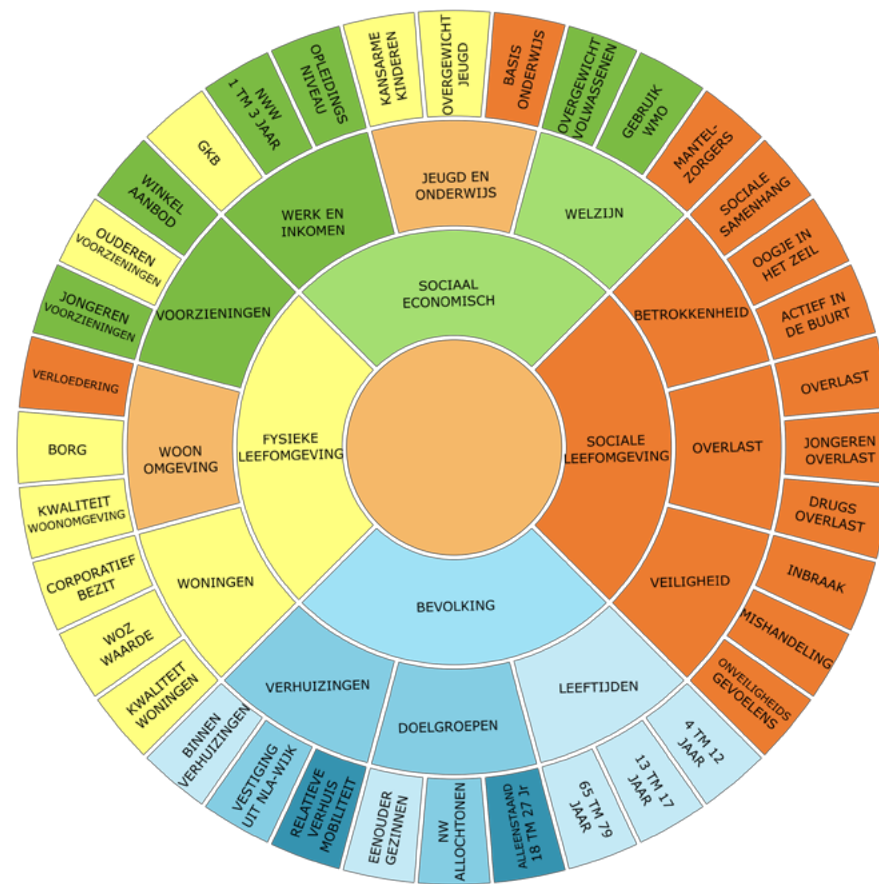 KANSARME
KINDEREN
OVERGEWICHT
JEUGD
BASIS
ONDERWIJS
OVERGEWICHT
VOLWASSENEN
GEBRUIK
WMO
MANTEL-
ZORGERS
SOCIALE
SAMENHANG
OOGJE IN
HET ZEIL
ACTIEF IN
DE BUURT
OVERLAST
JONGEREN
OVERLAST
DRUGS
OVERLAST
INBRAAK
MISHANDELING
ONVEILIGHEIDS
GEVOELENS
4 TM 12
JAAR
13 TM 17
JAAR
65 TM 79
JAAR
ALLEENSTAAND
18 TM 27 Jr
NW
ALLOCHTONEN
EENOUDER
GEZINNEN
RELATIEVE
VERHUIS
MOBILITEIT
VESTIGING
UIT NLA-WIJK
BINNEN
VERHUIZINGEN
KWALITEIT
WONINGEN
WOZ
WAARDE
CORPORATIEF
BEZIT
KWALITEIT
WOONOMGEVING
BORG
VERLOEDERING
JONGEREN
VOORZIENINGEN
OUDEREN
VOORZIENINGEN
WINKEL
AANBOD
GKB
NWW
1 TM 3 JAAR
OPLEIDINGS
NIVEAU
JEUGD EN
ONDERWIJS
WELZIJN
BETROKKENHEID
OVERLAST
VEILIGHEID
LEEFTIJDEN
DOELGROEPEN
VERHUIZINGEN
WONINGEN
WOON
OMGEVING
VOORZIENINGEN
WERK EN
INKOMEN
SOCIAAL
ECONOMISCH
SOCIALE
LEEFOMGEVING
BEVOLKING
FYSIEKE
LEEFOMGEVING